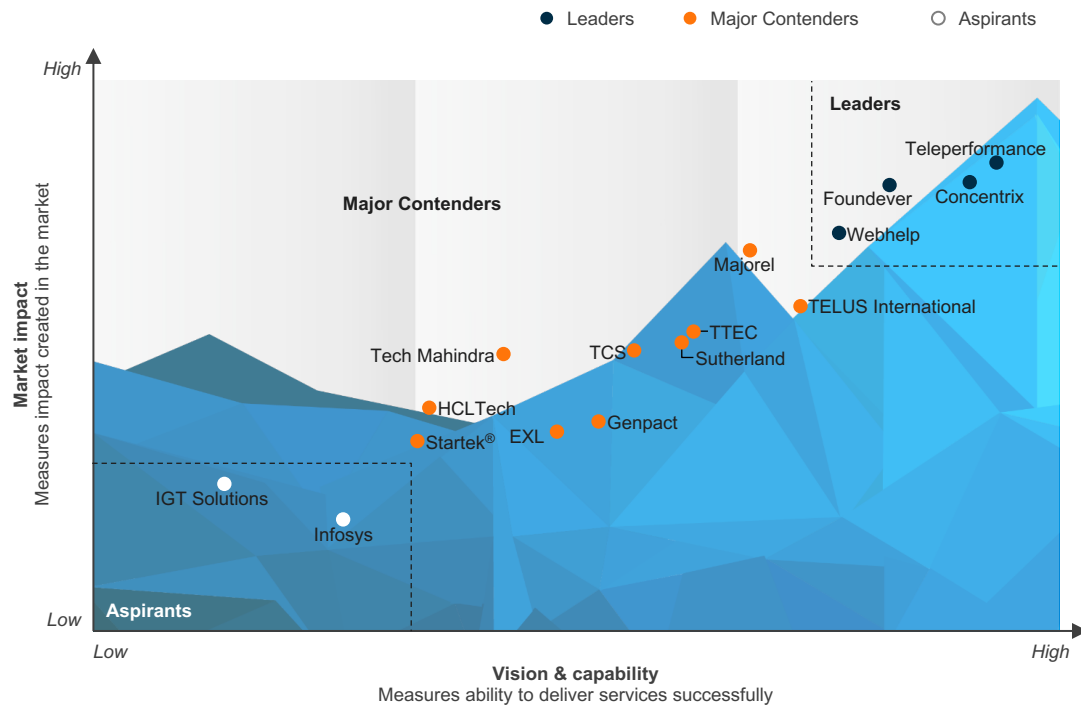 Leaders
Major Contenders
Aspirants
High
Leaders
Teleperformance
Foundever
Concentrix
Major Contenders
Webhelp
Majorel
TELUS International
TTEC
Tech Mahindra
TCS
Sutherland
HCLTech
Genpact
EXL
Startek®
IGT Solutions
Infosys
Aspirants
Low
Market impact
Measures impact created in the market
Low
High
Vision & capability
Measures ability to deliver services successfully